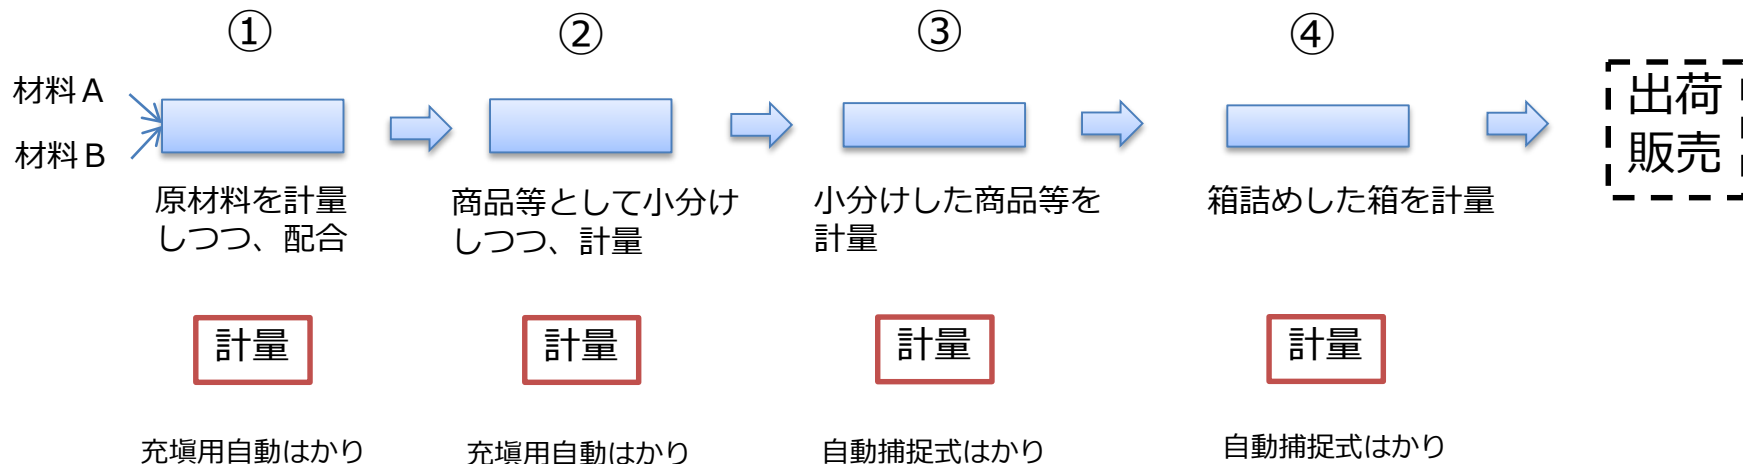 ①
②
③
④
材料A
材料B
出荷
販売
原材料を計量
しつつ、配合
商品等として小分け
しつつ、計量
小分けした商品等を
計量
箱詰めした箱を計量
計量
計量
計量
計量
充塡用自動はかり
充塡用自動はかり
自動捕捉式はかり
自動捕捉式はかり